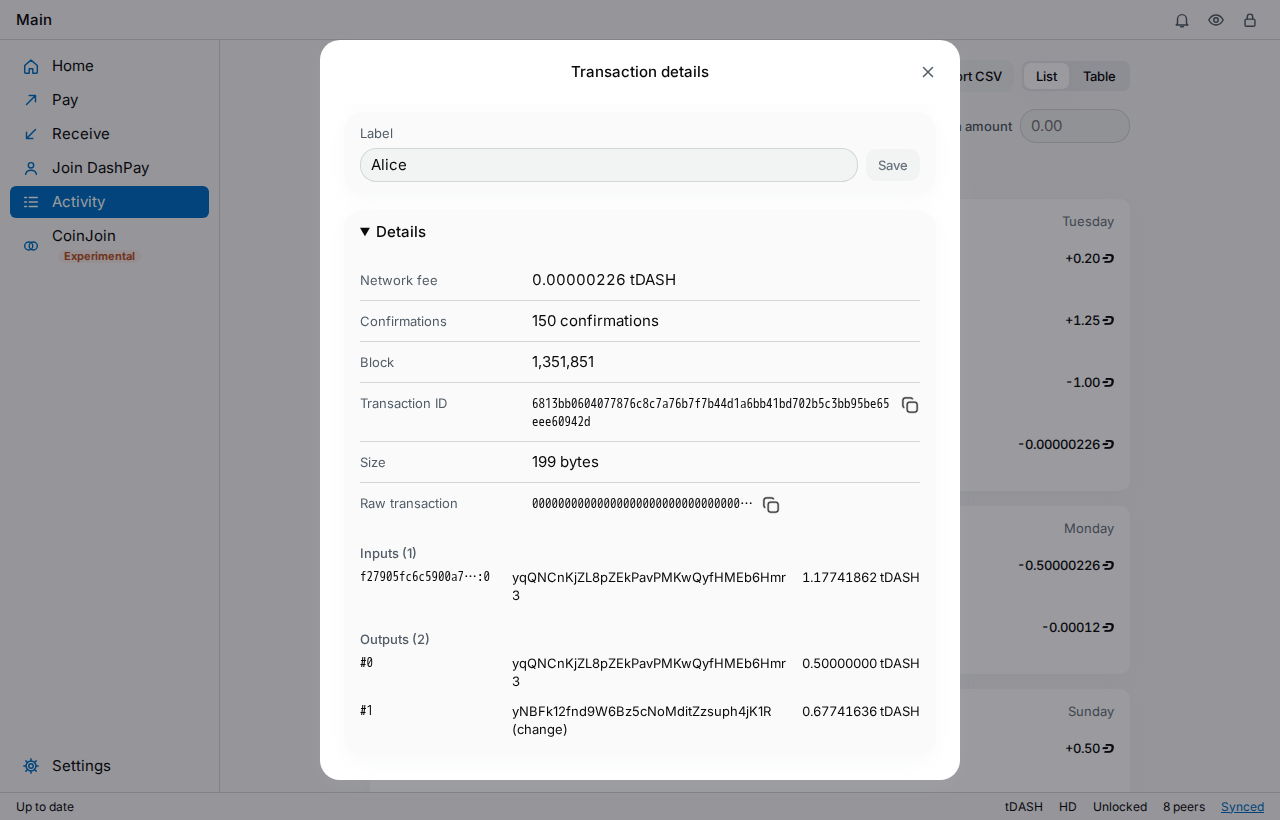 Main
Home
Pay
Receive
Join DashPay
Activity
CoinJoin
Experimental
Settings
Transaction details
Label
Alice
Save
Details
Network fee 0.00000226 tDASH
Confirmations 150 confirmations
Block 1,351,851
Transaction ID 6813bb0604077876c8c7a76b7f7b44d1a6bb41bd702b5c3bb95be65
eee60942d
Size 199 bytes
Raw transaction 00000000000000000000000000000000…
Inputs (1)
f27905fc6c5900a7…:0 yqQNCnKjZL8pZEkPavPMKwQyfHMEb6Hmr 1.17741862 tDASH
3
Outputs (2)
#0 yqQNCnKjZL8pZEkPavPMKwQyfHMEb6Hmr 0.50000000 tDASH
3
#1 yNBFk12fnd9W6Bz5cNoMditZzsuph4jK1R 0.67741636 tDASH
(change)
CSV
List Table
amount 0.00
Tuesday
+0.20
+1.25
-1.00
-0.00000226
Monday
-0.50000226
-0.00012
Sunday
+0.50
Up to date
tDASH HD Unlocked 8 peers Synced